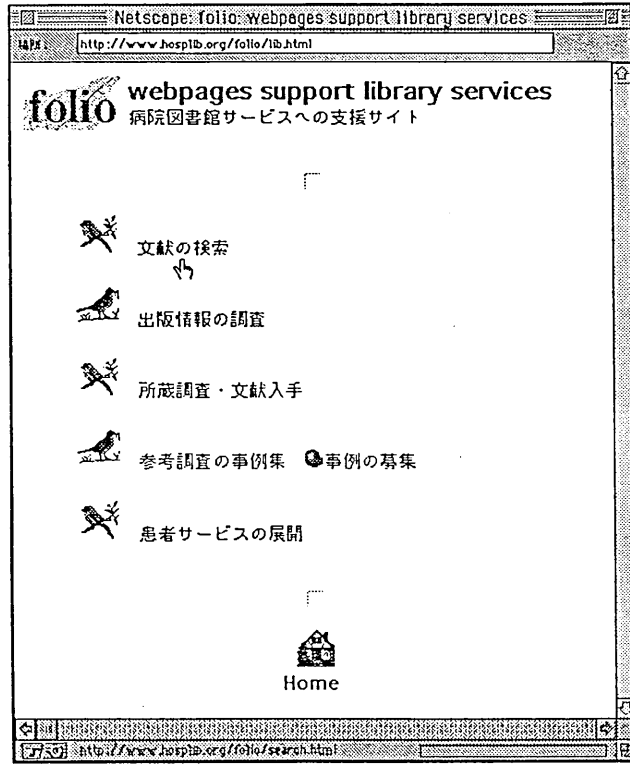 Netscape: folio: webpages support library services
場所: http://www.hosplib.org/folio/lib.html
folio webpages support library services
病院図書館サービスへの支援サイト
文献の検索
出版情報の調査
所蔵調査・文献入手
参考調査の事例集 事例の募集
患者サービスの展開
Home
http://www.hosplib.org/folio/search.html